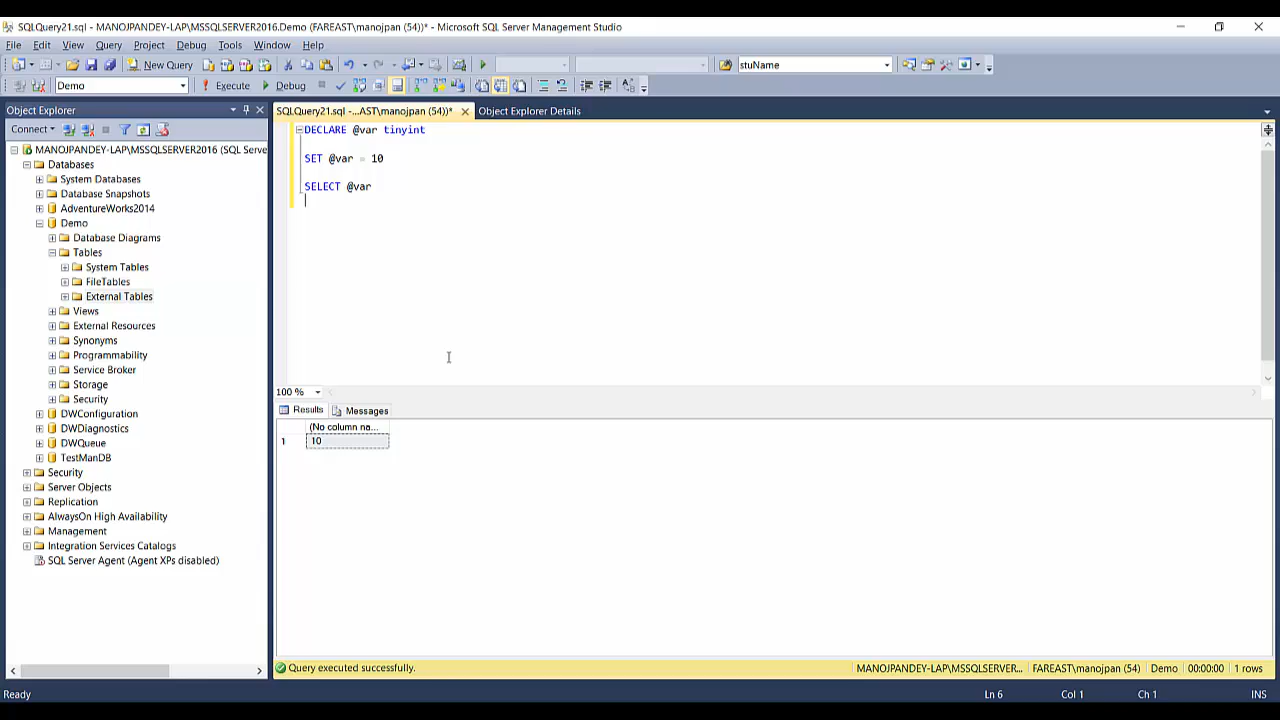 SQLQuery21.sql - MANOJPANDEY-LAP\MSSQLSERVER2016.Demo (FAREAST\manojpan (54))* - Microsoft SQL Server Management Studio
File Edit View Query Project Debug Tools Window Help
New Query stuName
Demo Execute Debug
Object Explorer
SQLQuery21.sql -...AST\manojpan (54))* Object Explorer Details
Connect
MANOJPANDEY-LAP\MSSQLSERVER2016 (SQL Serve
Databases
System Databases
Database Snapshots
AdventureWorks2014
Demo
Database Diagrams
Tables
System Tables
FileTables
External Tables
Views
External Resources
Synonyms
Programmability
Service Broker
Storage
Security
DWConfiguration
DWDiagnostics
DWQueue
TestManDB
Security
Server Objects
Replication
AlwaysOn High Availability
Management
Integration Services Catalogs
SQL Server Agent (Agent XPs disabled)
DECLARE @var tinyint
SET @var = 10
SELECT @var
100 %
Results Messages
(No column na...
1 10
Query executed successfully. MANOJPANDEY-LAP\MSSQLSERVER... FAREAST\manojpan (54) Demo 00:00:00 1 rows
Ready Ln 6 Col 1 Ch 1 INS